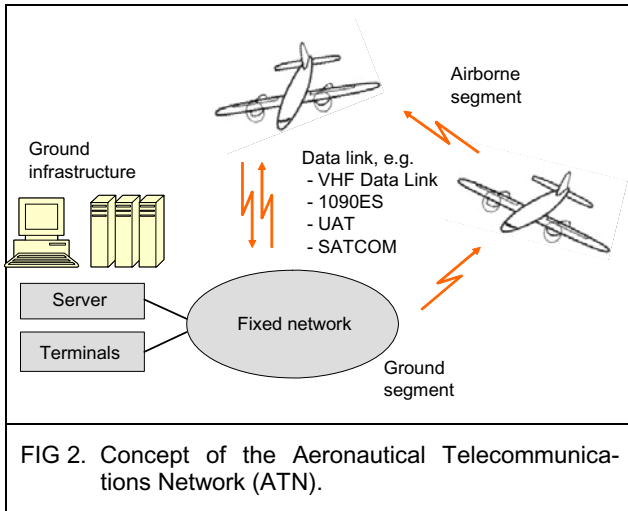 Airborne
segment
Ground
infrastructure
Data link, e.g.
- VHF Data Link
- 1090ES
- UAT
- SATCOM
Server
Fixed network
Terminals
Ground
segment
FIG 2. Concept of the Aeronautical Telecommunica-
tions Network (ATN).